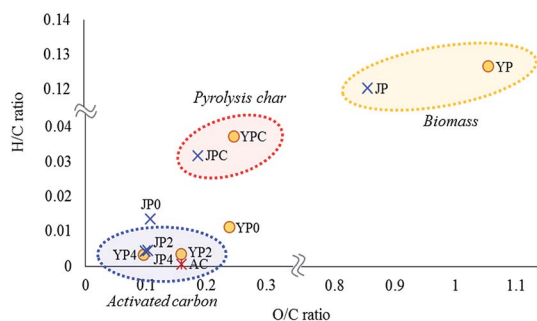 0.14
YP
JP
0.12
Biomass
Pyrolysis char
0.04
YPC
JPC
0.03
H/C ratio
0.02
JP0
0.01
YP0
JP2
YP4
YP2
JP4
AC
0
0 0.1 0.2 0.3 0.8 0.9 1 1.1
Activated carbon
O/C ratio